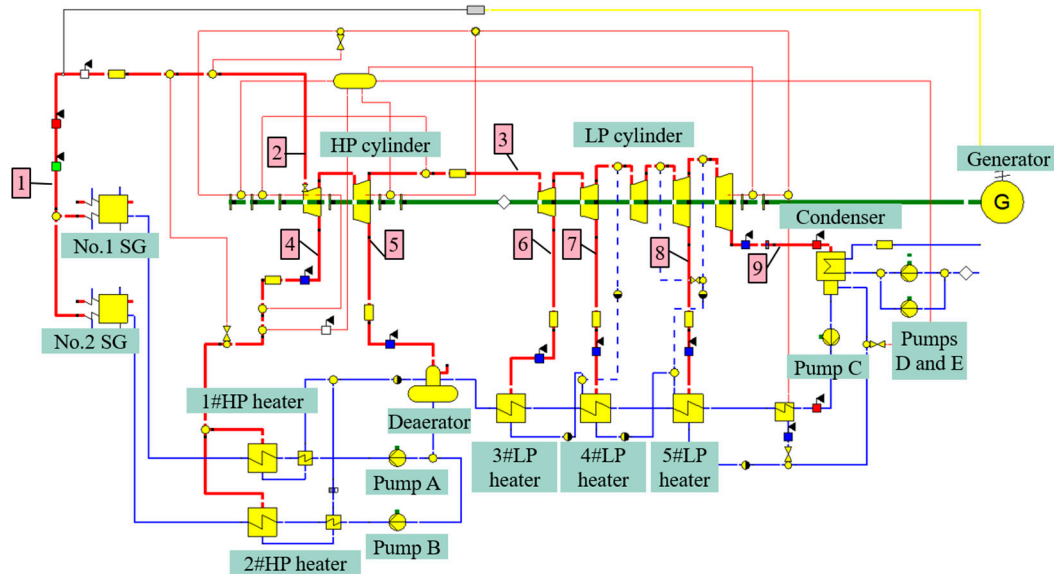 3
LP cylinder
2
HP cylinder
Generator
1
G
Condenser
No.1 SG
4
5
6
7
8
9
No.2 SG
Pumps
D and E
Pump C
1#HP heater
Deaerator
3#LP
heater
4#LP
heater
5#LP
heater
Pump A
Pump B
2#HP heater